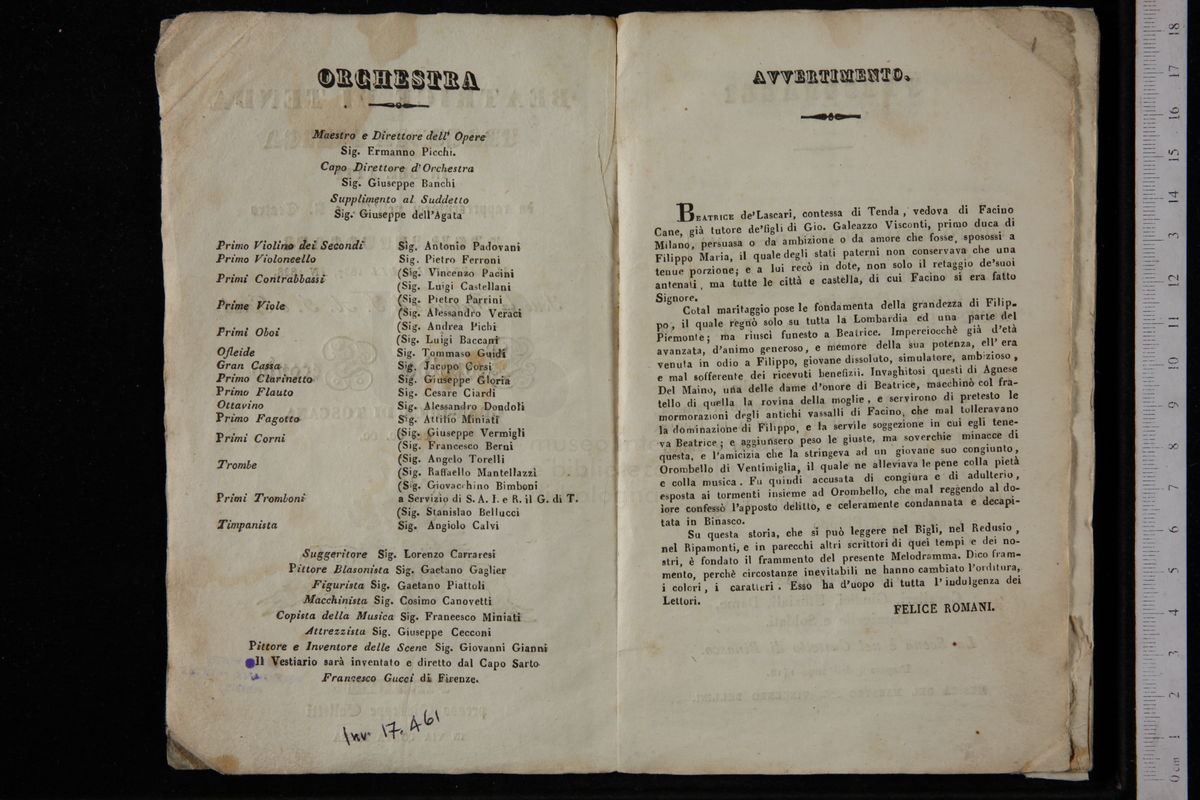 ORCHESTRA
Maestro e Direttore dell' Opere
Sig. Ermanno Picchi.
Capo Direttore d'Orchestra
Sig. Giuseppe Banchi
Supplimento al Suddetto
Sig. Giuseppe dell'Agata
Primo Violino dei Secondi Sig. Antonio Padovani
Primo Violoncello Sig. Pietro Ferroni
Primi Contrabbassi (Sig. Vincenzo Pacini
(Sig. Luigi Castellani
Prime Viole (Sig. Pietro Parrini
(Sig. Alessandro Veraci
Primi Oboi (Sig. Andrea Pichi
(Sig. Luigi Baccani
Ofleide Sig. Tommaso Guidi
Gran Cassa Sig. Jacopo Corsi
Primo Clarinetto Sig. Giuseppe Gloria
Primo Flauto Sig. Cesare Ciardi
Ottavino Sig. Alessandro Dondoli
Primo Fagotto Sig. Attilio Miniati
Primi Corni (Sig. Giuseppe Vermigli
(Sig. Francesco Berni
Trombe (Sig. Angelo Torelli
(Sig. Raffaello Mantellazzi
Primi Tromboni (Sig. Giovacchino Bimboni
a Servizio di S. A. I. e R. il G. di T.
(Sig. Stanislao Bellucci
Timpanista Sig. Angiolo Calvi
Suggeritore Sig. Lorenzo Carraresi
Pittore Blasonista Sig. Gaetano Gaglier
Figurista Sig. Gaetano Piattoli
Macchinista Sig. Cosimo Canovetti
Copista della Musica Sig. Francesco Miniati
Attrezzista Sig. Giuseppe Cecconi
Pittore e Inventore delle Scene Sig. Giovanni Gianni
Il Vestiario sarà inventato e diretto dal Capo Sarto
Francesco Gucci di Firenze.
Inv. 17.461
AVVERTIMENTO.
BEATRICE de'Lascari, contessa di Tenda, vedova di Facino
Cane, già tutore de'figli di Gio. Galeazzo Visconti, primo duca di
Milano, persuasa o da ambizione o da amore che fosse, sposossi a
Filippo Maria, il quale degli stati paterni non conservava che una
tenue porzione; e a lui recò in dote, non solo il retaggio de'suoi
antenati, ma tutte le città e castella, di cui Facino si era fatto
Signore.
Cotal maritaggio pose le fondamenta della grandezza di Filip-
po, il quale regnò solo su tutta la Lombardia ed una parte del
Piemonte; ma riuscì funesto a Beatrice. Impereiocchè già d'età
avanzata, d'animo generoso, e memore della sua potenza, ell' era
venuta in odio a Filippo, giovane dissoluto, simulatore, ambizioso,
e mal sofferente dei ricevuti benefizii. Invaghitosi questi di Agnese
Del Maino, una delle dame d'onore di Beatrice, macchinò col fra-
tello di quella la rovina della moglie, e servirono di pretesto le
mormorazioni degli antichi vassalli di Facino, che mal tolleravano
la dominazione di Filippo, e la servile soggezione in cui egli tene-
va Beatrice; e aggiunsero peso le giuste, ma soverchie minacce di
questa, e l'amicizia che la stringeva ad un giovane suo congiunto,
Orombello di Ventimiglia, il quale ne alleviava le pene colla pietà
e colla musica. Fu quindi accusata di congiura e di adulterio,
esposta ai tormenti insieme ad Orombello, che mal reggendo al do-
lore confessò l'apposto delitto, e celeramente condannata e decapi-
tata in Binasco.
Su questa storia, che si può leggere nel Bigli, nel Redusio,
nel Ripamonti, e in parecchi altri scrittori di quei tempi e dei no-
stri, è fondato il frammento del presente Melodramma. Dico fram-
mento, perchè circostanze inevitabili ne hanno cambiato l'orditura,
i colori, i caratteri. Esso ha d'uopo di tutta l'indulgenza dei
Lettori.
FELICE ROMANI.
0 cm 1 2 3 4 5 6 7 8 9 10 11 12 13 14 15 16 17 18